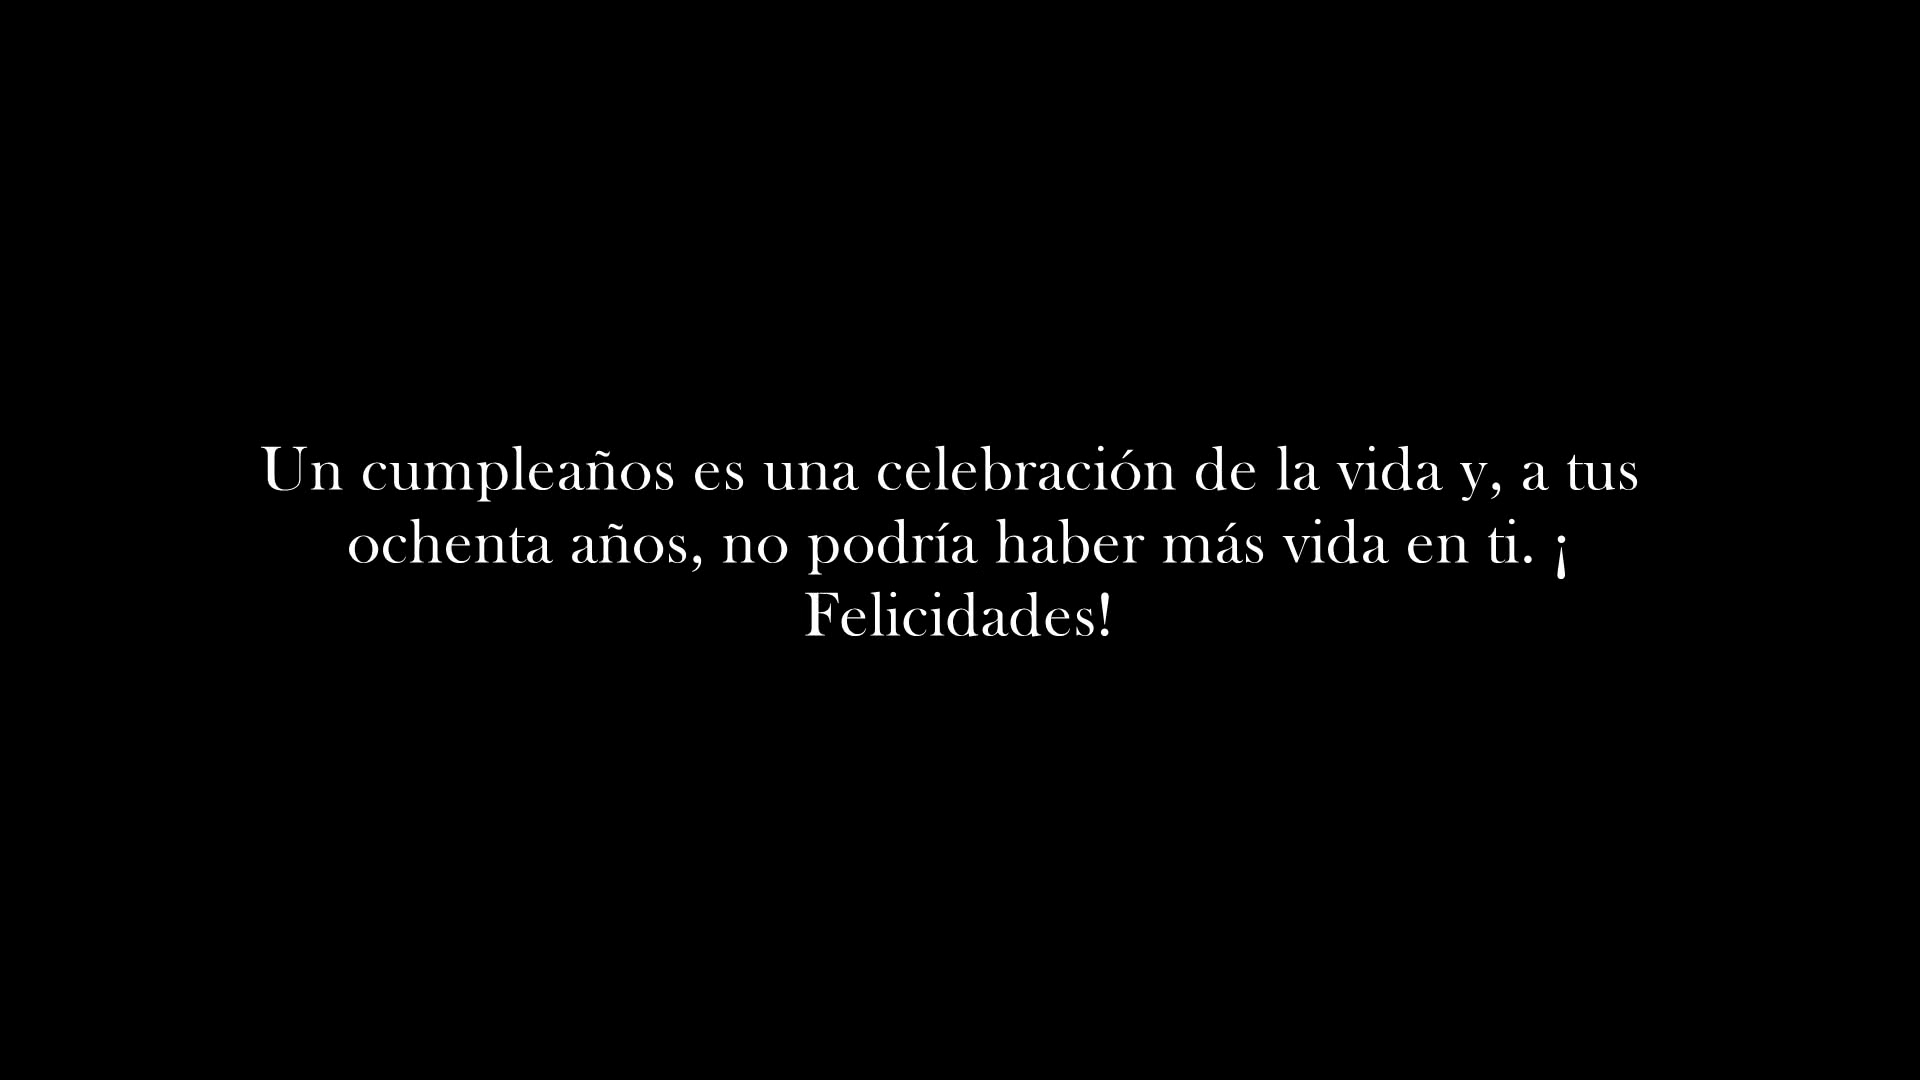 Un cumpleaños es una celebración de la vida y, a tus
ochenta años, no podría haber más vida en ti. ¡
Felicidades!